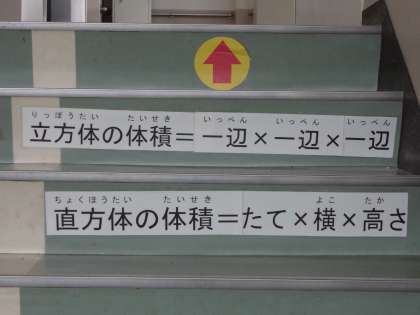 りっぽうたい たいせき いっぺん いっぺん いっぺん
立方体の体積＝一辺×一辺×一辺
ちょくほうたい たいせき よこ たか
直方体の体積＝たて×横×高さ